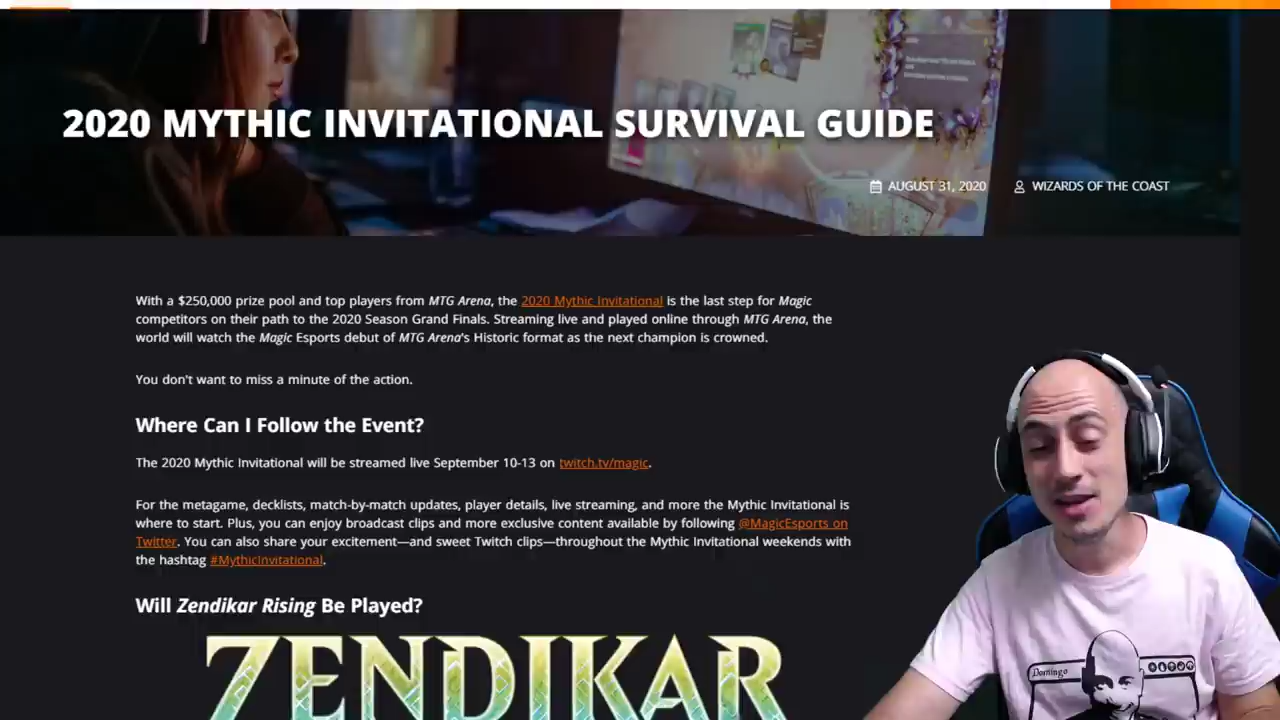 2020 MYTHIC INVITATIONAL SURVIVAL GUIDE
AUGUST 31, 2020 WIZARDS OF THE COAST
With a $250,000 prize pool and top players from MTG Arena, the 2020 Mythic Invitational is the last step for Magic
competitors on their path to the 2020 Season Grand Finals. Streaming live and played online through MTG Arena, the
world will watch the Magic Esports debut of MTG Arena's Historic format as the next champion is crowned.
You don't want to miss a minute of the action.
Where Can I Follow the Event?
The 2020 Mythic Invitational will be streamed live September 10-13 on twitch.tv/magic.
For the metagame, decklists, match-by-match updates, player details, live streaming, and more the Mythic Invitational is
where to start. Plus, you can enjoy broadcast clips and more exclusive content available by following @MagicEsports on
Twitter. You can also share your excitement—and sweet Twitch clips—throughout the Mythic Invitational weekends with
the hashtag #MythicInvitational.
Will Zendikar Rising Be Played?
ZENDIKAR
Domingo